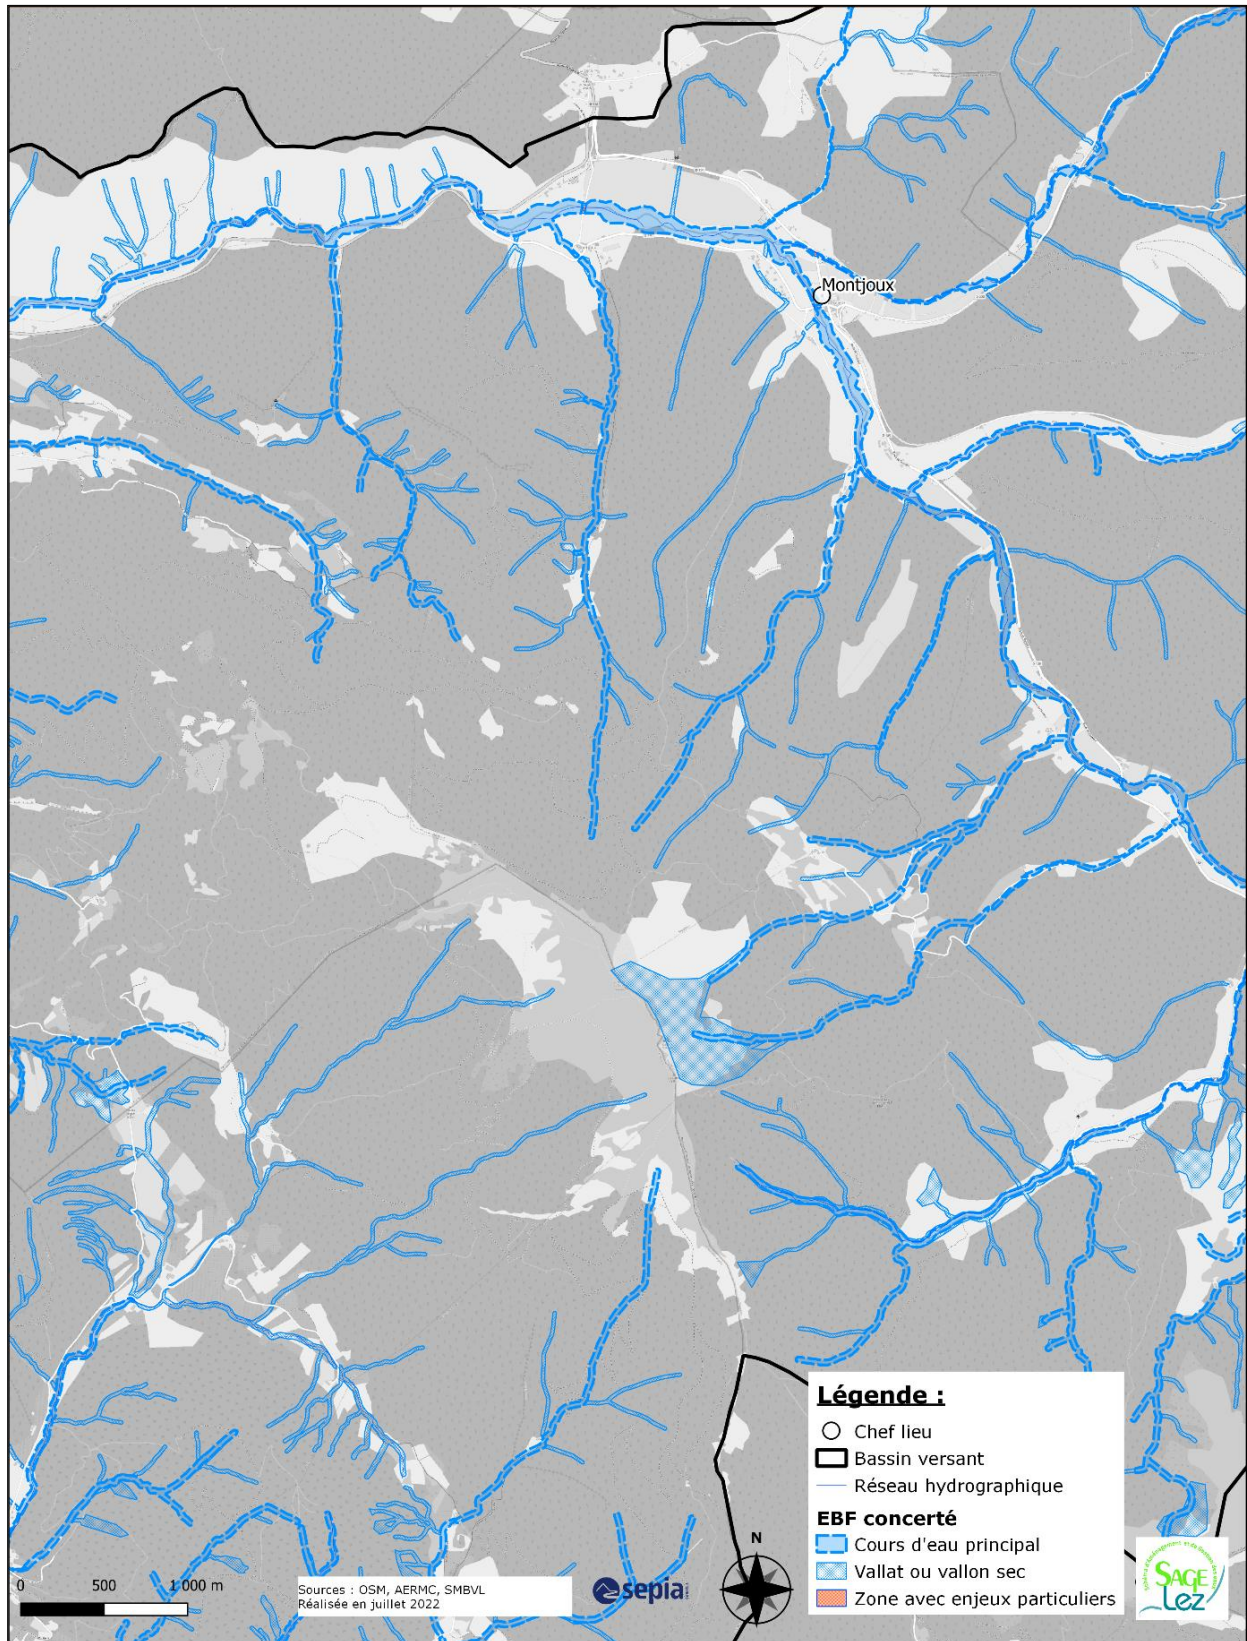 Montjoux
Légende :
Chef lieu
Bassin versant
Réseau hydrographique
EBF concerté
Cours d'eau principal
Vallat ou vallon sec
Zone avec enjeux particuliers
N
0 500 1 000 m
Sources : OSM, AERMC, SMBVL
Réalisée en juillet 2022
sepia
SAGE
Lez